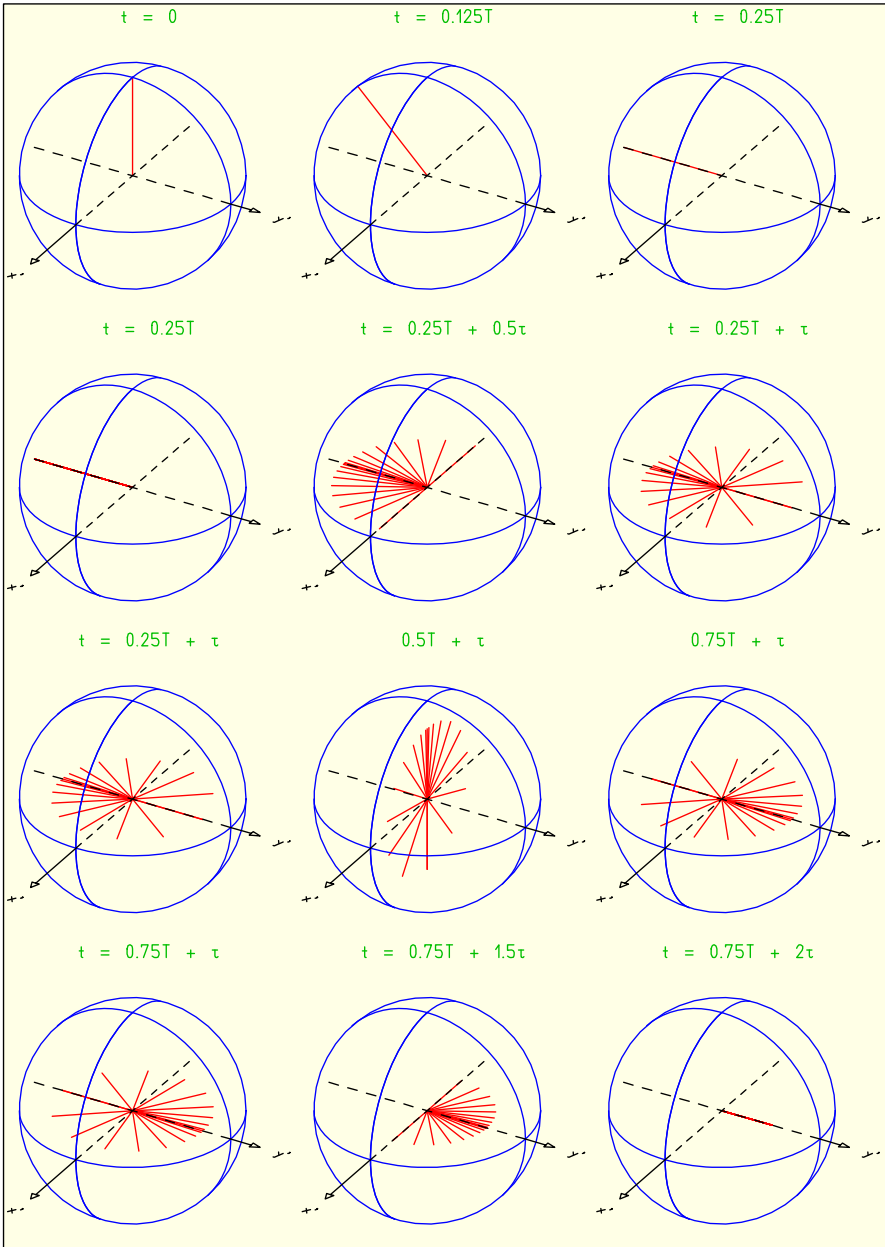 t = 0
t = 0.125T
t = 0.25T
x'
y'
x'
y'
x'
y'
t = 0.25T
t = 0.25T + 0.5τ
t = 0.25T + τ
x'
y'
x'
y'
x'
y'
t = 0.25T + τ
0.5T + τ
0.75T + τ
x'
y'
x'
y'
x'
y'
t = 0.75T + τ
t = 0.75T + 1.5τ
t = 0.75T + 2τ
x'
y'
x'
y'
x'
y'